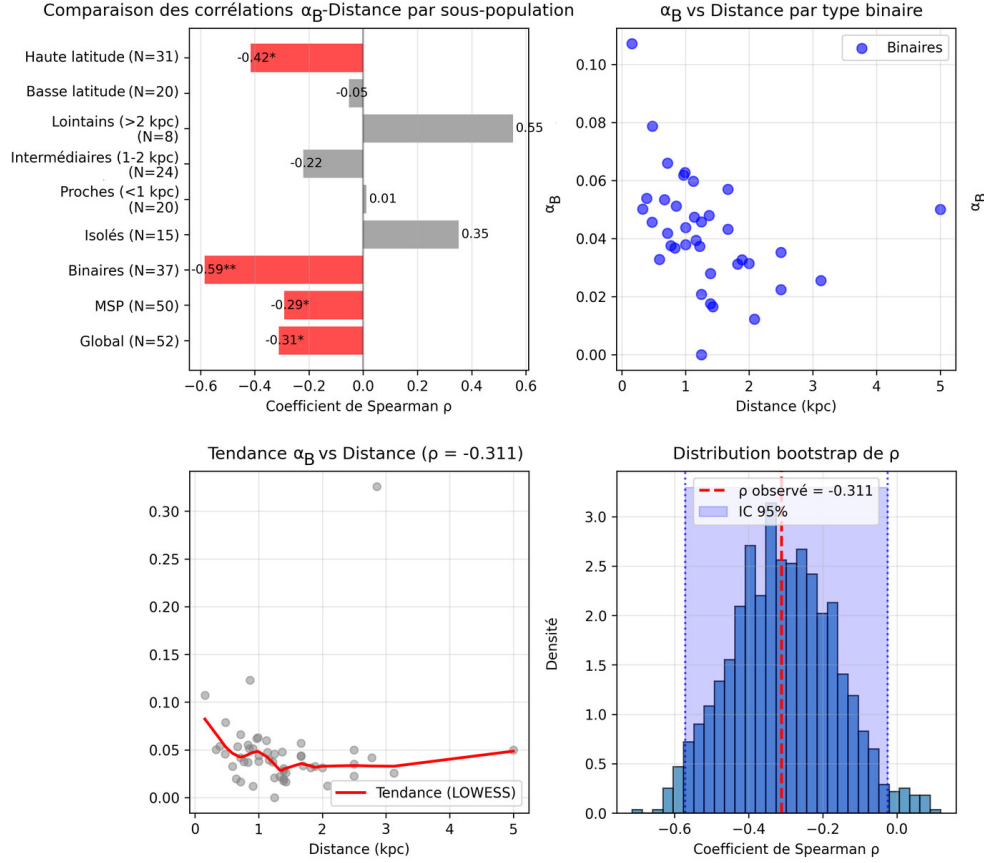 Comparaison des corrélations α_B-Distance par sous-population
Haute latitude (N=31)
-0.42*
Basse latitude (N=20)
-0.05
Lointains (>2 kpc)
(N=8)
0.55
Intermédiaires (1-2 kpc)
(N=24)
-0.22
Proches (<1 kpc)
(N=20)
0.01
Isolés (N=15)
0.35
Binaires (N=37)
-0.59**
MSP (N=50)
-0.29*
Global (N=52)
-0.31*
−0.6 −0.4 −0.2 0.0 0.2 0.4 0.6
Coefficient de Spearman ρ
α_B vs Distance par type binaire
Binaires
α_B
0.10
0.08
0.06
0.04
0.02
0.00
0 1 2 3 4 5
Distance (kpc)
α_B
Tendance α_B vs Distance (ρ = -0.311)
0.30
0.25
0.20
0.15
0.10
0.05
0.00
Tendance (LOWESS)
0 1 2 3 4 5
Distance (kpc)
Distribution bootstrap de ρ
ρ observé = -0.311
IC 95%
Densité
3.0
2.5
2.0
1.5
1.0
0.5
0.0
−0.6 −0.4 −0.2 0.0
Coefficient de Spearman ρ